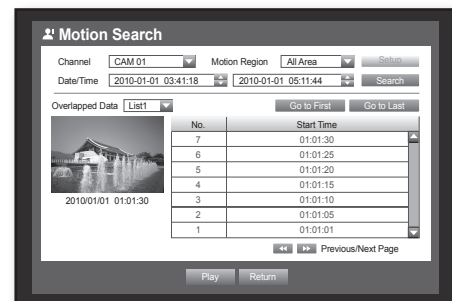 Motion Search
Channel CAM 01 Motion Region All Area Setup
Date/Time 2010-01-01 03:41:18 2010-01-01 05:11:44 Search
Overlapped Data List1 Go to First Go to Last
No. Start Time
7 01:01:30
6 01:01:25
5 01:01:20
4 01:01:15
3 01:01:10
2 01:01:05
1 01:01:01
2010/01/01 01:01:30
Previous/Next Page
Play Return